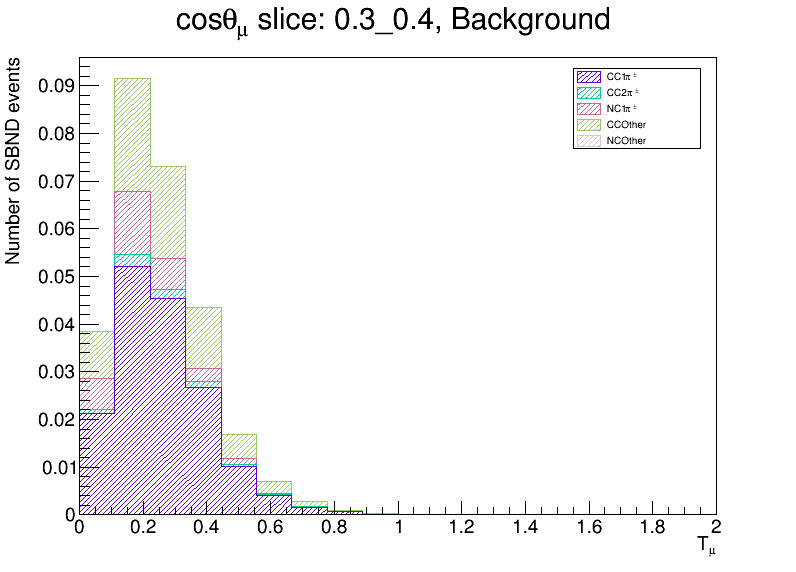 cosθμ slice: 0.3_0.4, Background
Number of SBND events
0.09
0.08
0.07
0.06
0.05
0.04
0.03
0.02
0.01
0
CC1π ±
CC2π ±
NC1π ±
CCOther
NCOther
0 0.2 0.4 0.6 0.8 1 1.2 1.4 1.6 1.8 2
Tμ